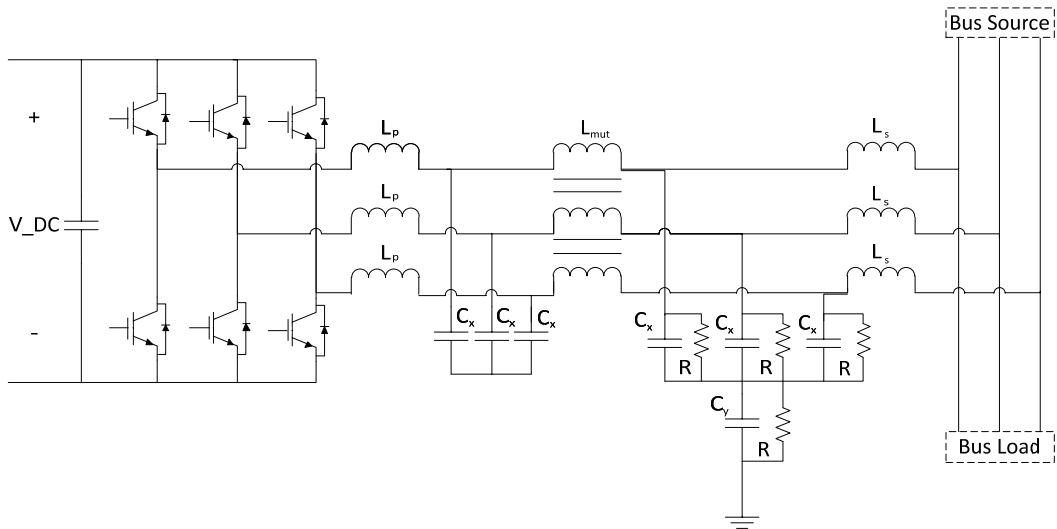 Bus Source
+
L_p
L_mut
L_s
L_p
L_s
V_DC
L_p
L_s
-
C_x
C_x
C_x
C_x
C_x
C_x
R
R
R
C_y
R
Bus Load